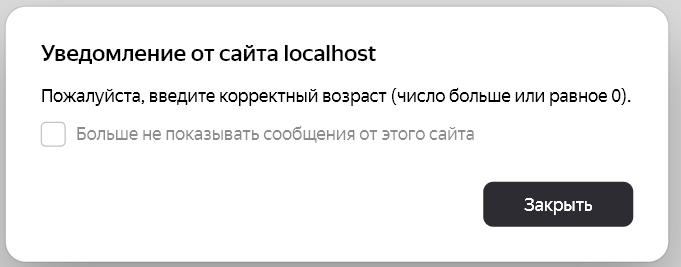 Уведомление от сайта localhost
Пожалуйста, введите корректный возраст (число больше или равное 0).
Больше не показывать сообщения от этого сайта
Закрыть